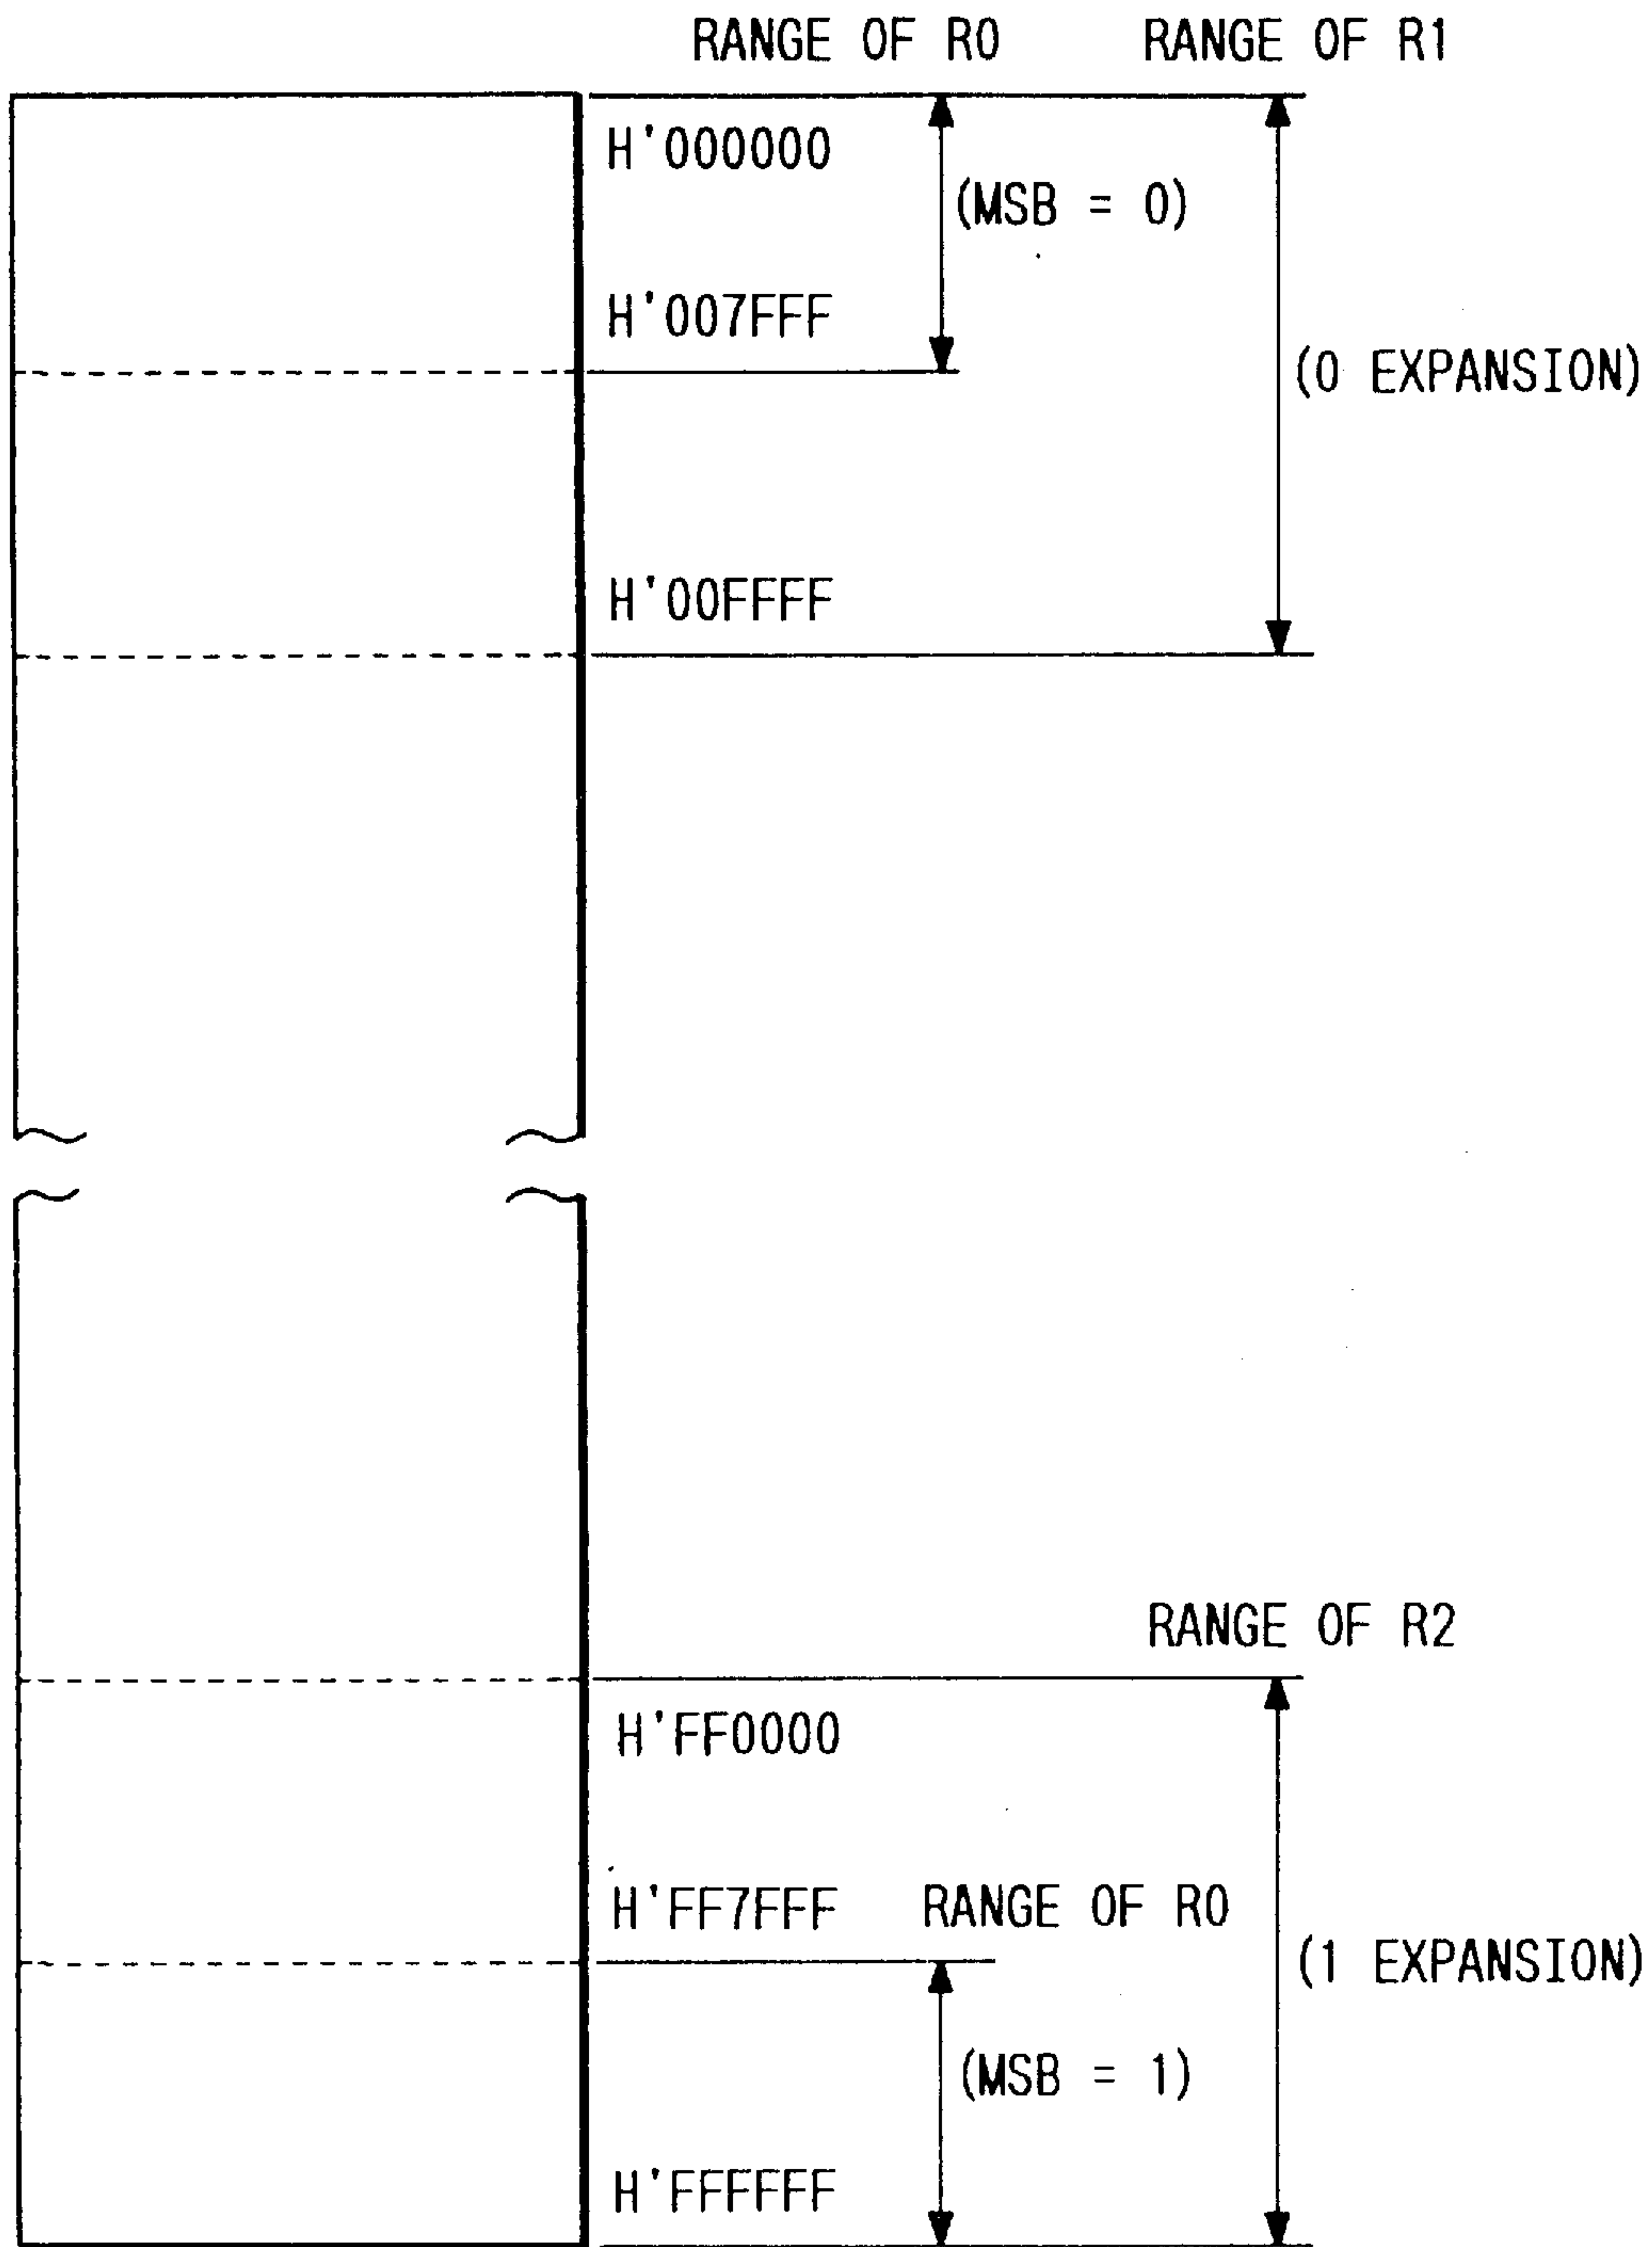 RANGE OF R0 RANGE OF R1
H'000000
(MSB = 0)
H'007FFF
(0 EXPANSION)
H'00FFFF
RANGE OF R2
H'FF0000
H'FF7FFF RANGE OF R0
(1 EXPANSION)
(MSB = 1)
H'FFFFFF